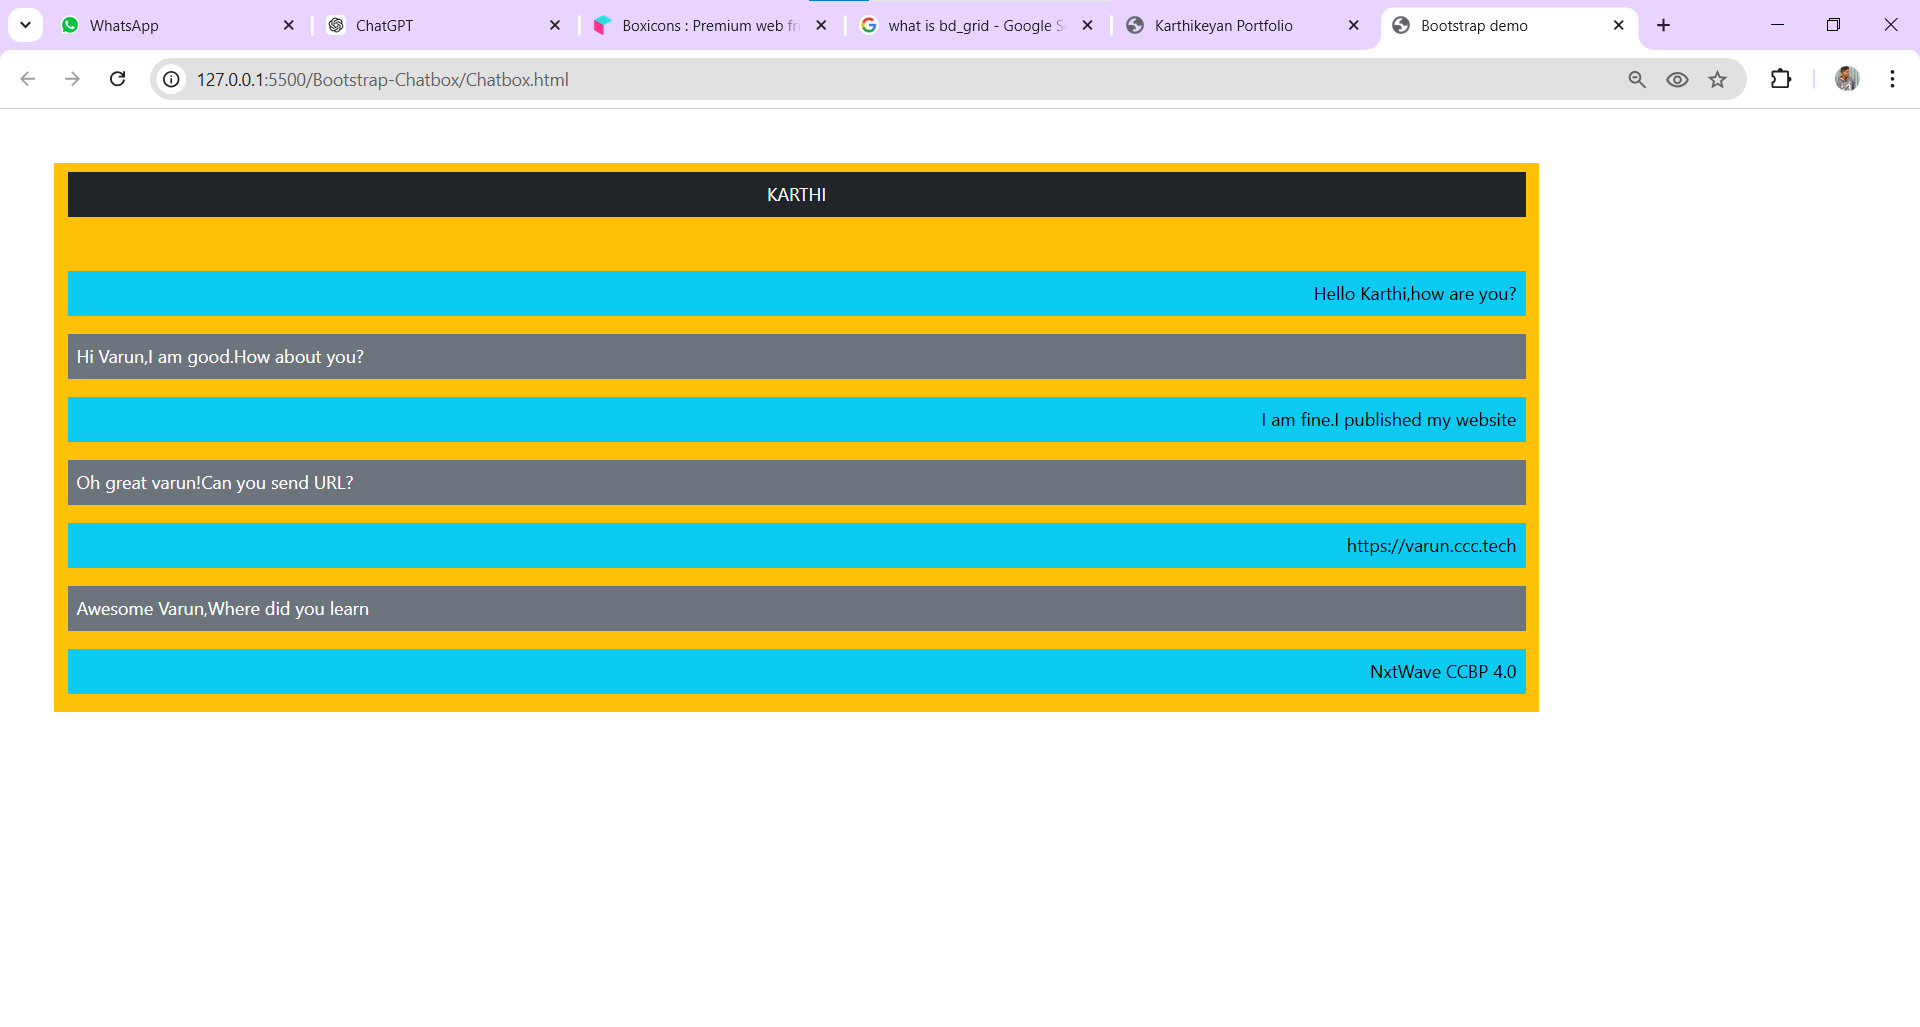 WhatsApp
ChatGPT
Boxicons : Premium web fri
what is bd_grid - Google Se
Karthikeyan Portfolio
Bootstrap demo
127.0.0.1:5500/Bootstrap-Chatbox/Chatbox.html
KARTHI
Hello Karthi,how are you?
Hi Varun,I am good.How about you?
I am fine.I published my website
Oh great varun!Can you send URL?
https://varun.ccc.tech
Awesome Varun,Where did you learn
NxtWave CCBP 4.0